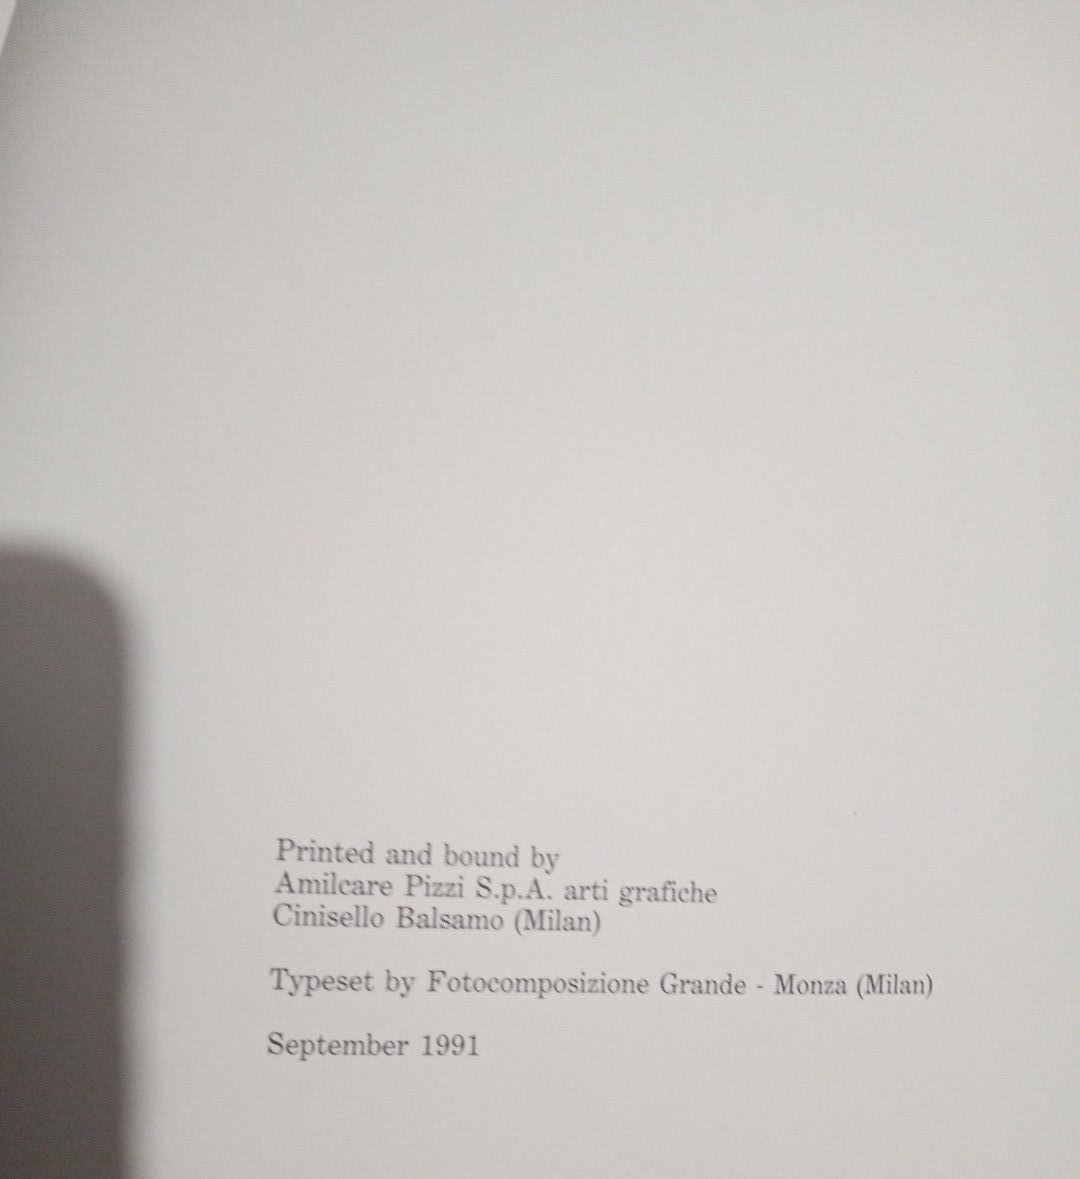 Printed and bound by
Amilcare Pizzi S.p.A. arti grafiche
Cinisello Balsamo (Milan)
Typeset by Fotocomposizione Grande - Monza (Milan)
September 1991